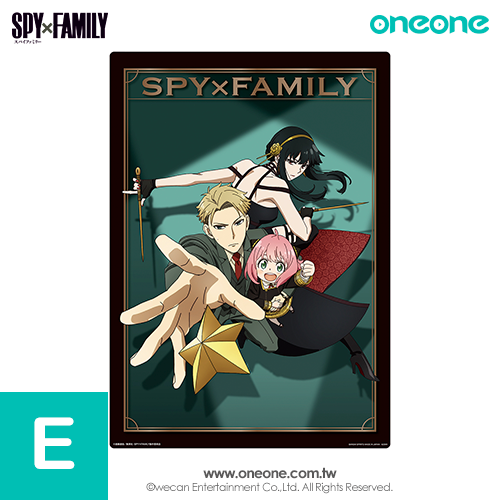 SPY×FAMILY
スパイファミリー
oneone
SPY×FAMILY
E
www.oneone.com.tw
©wecan Entertainment Co.,Ltd. All Rights Reserved.